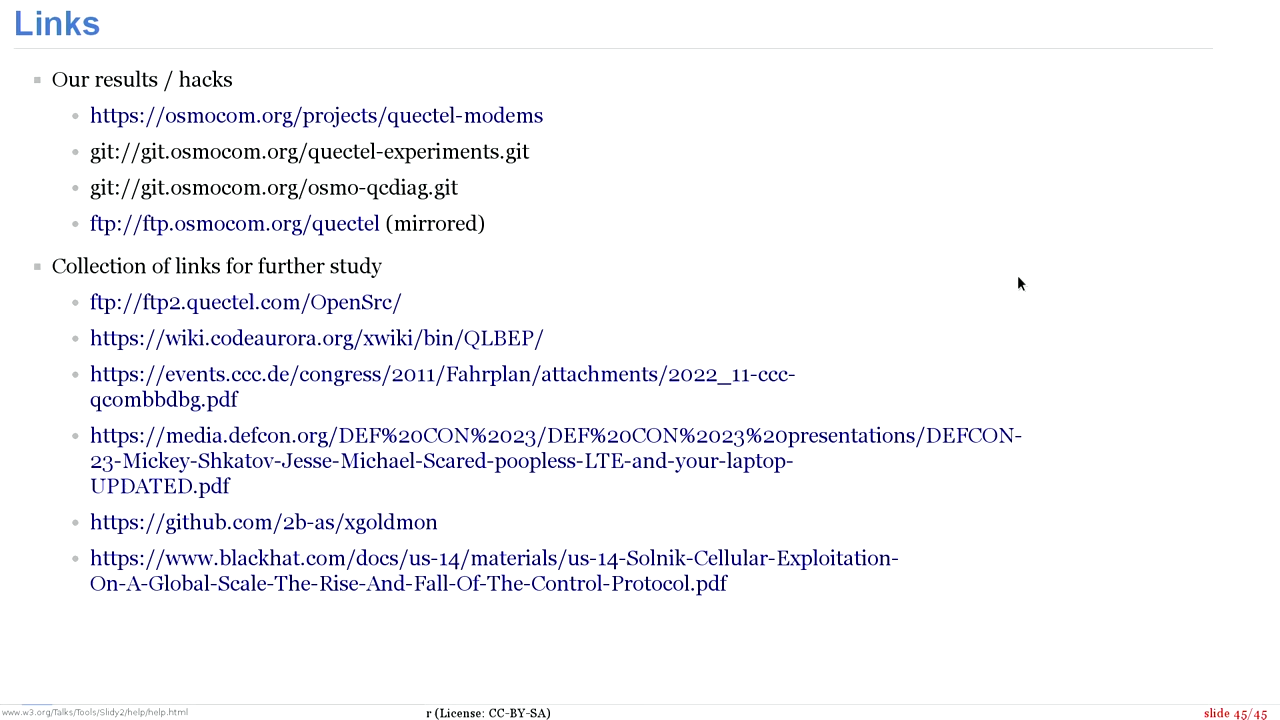 Links
Our results / hacks
https://osmocom.org/projects/quectel-modems
git://git.osmocom.org/quectel-experiments.git
git://git.osmocom.org/osmo-qcdiag.git
ftp://ftp.osmocom.org/quectel (mirrored)
Collection of links for further study
ftp://ftp2.quectel.com/OpenSrc/
https://wiki.codeaurora.org/xwiki/bin/QLBEP/
https://events.ccc.de/congress/2011/Fahrplan/attachments/2022_11-ccc-
qcombbdbg.pdf
https://media.defcon.org/DEF%20CON%2023/DEF%20CON%2023%20presentations/DEFCON-
23-Mickey-Shkatov-Jesse-Michael-Scared-poopless-LTE-and-your-laptop-
UPDATED.pdf
https://github.com/2b-as/xgoldmon
https://www.blackhat.com/docs/us-14/materials/us-14-Solnik-Cellular-Exploitation-
On-A-Global-Scale-The-Rise-And-Fall-Of-The-Control-Protocol.pdf
www.w3.org/Talks/Tools/Slidy2/help/help.html
r (License: CC-BY-SA)
slide 45/45